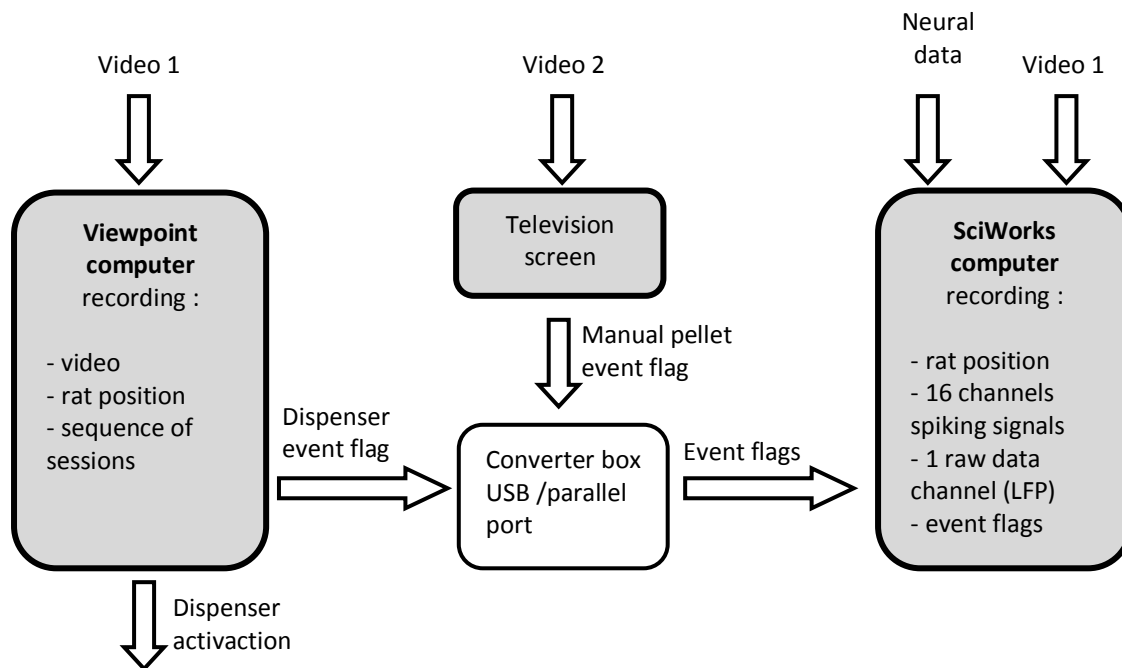 Video 1
Video 2
Neural
data
Video 1
Viewpoint
computer
recording :
- video
- rat position
- sequence of
sessions
Television
screen
SciWorks
computer
recording :
- rat position
- 16 channels
spiking signals
- 1 raw data
channel (LFP)
- event flags
Manual pellet
event flag
Dispenser
event flag
Converter box
USB /parallel
port
Event flags
Dispenser
activaction